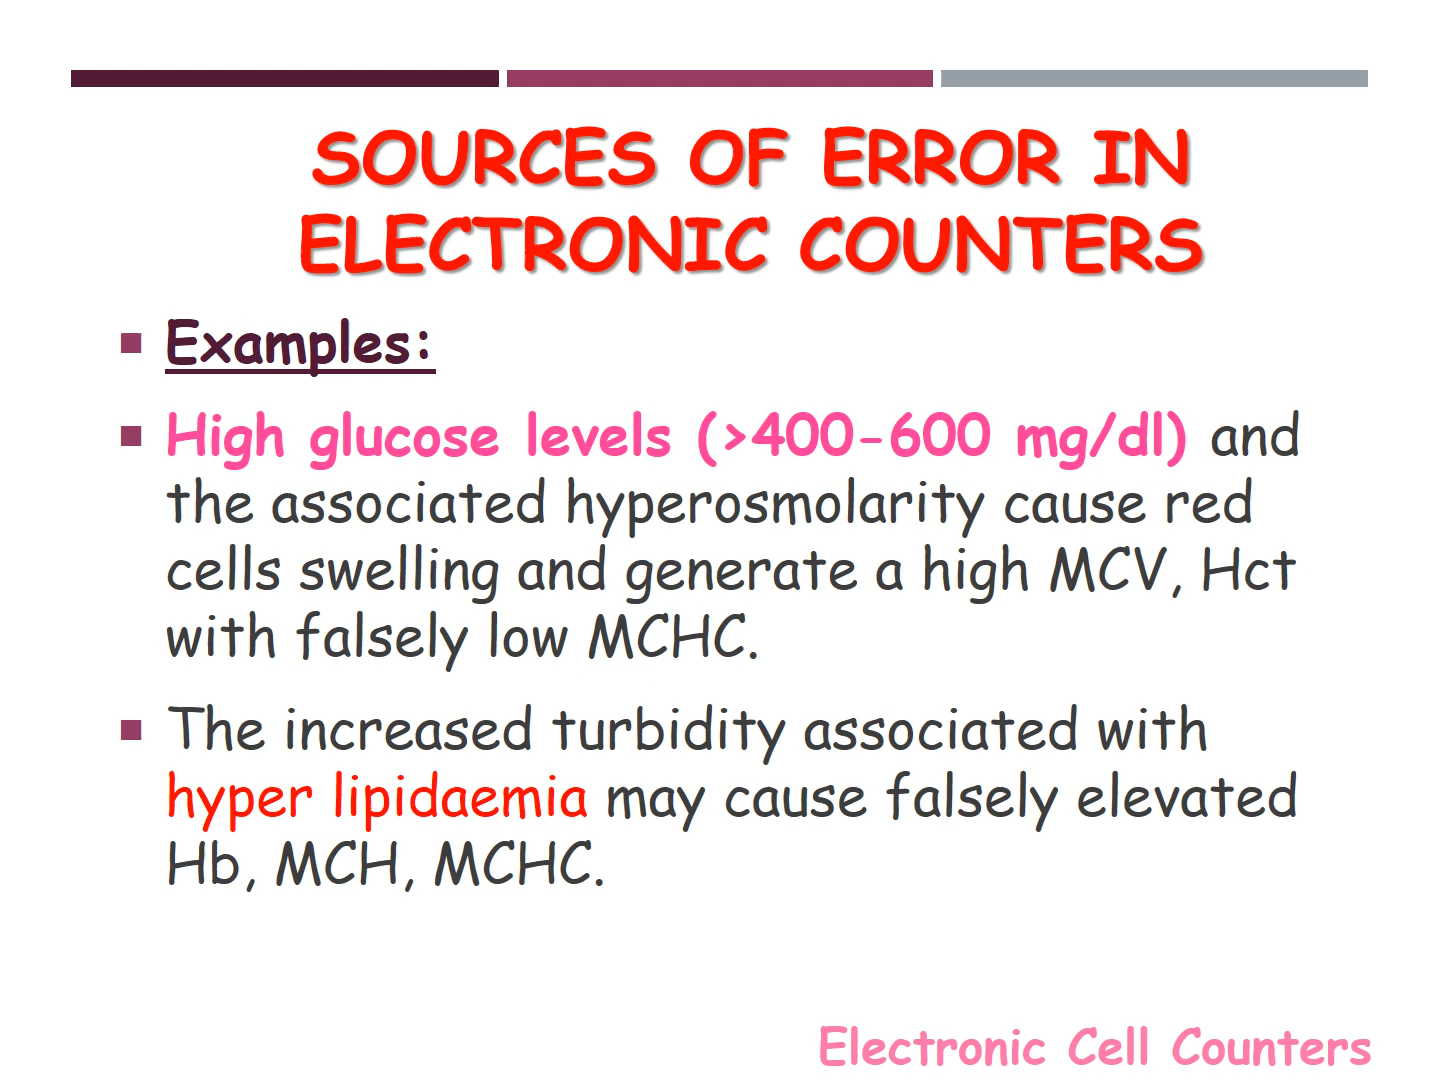 SOURCES OF ERROR IN
ELECTRONIC COUNTERS
Examples:
High glucose levels (>400-600 mg/dl) and
the associated hyperosmolarity cause red
cells swelling and generate a high MCV, Hct
with falsely low MCHC.
The increased turbidity associated with
hyper lipidaemia may cause falsely elevated
Hb, MCH, MCHC.
Electronic Cell Counters